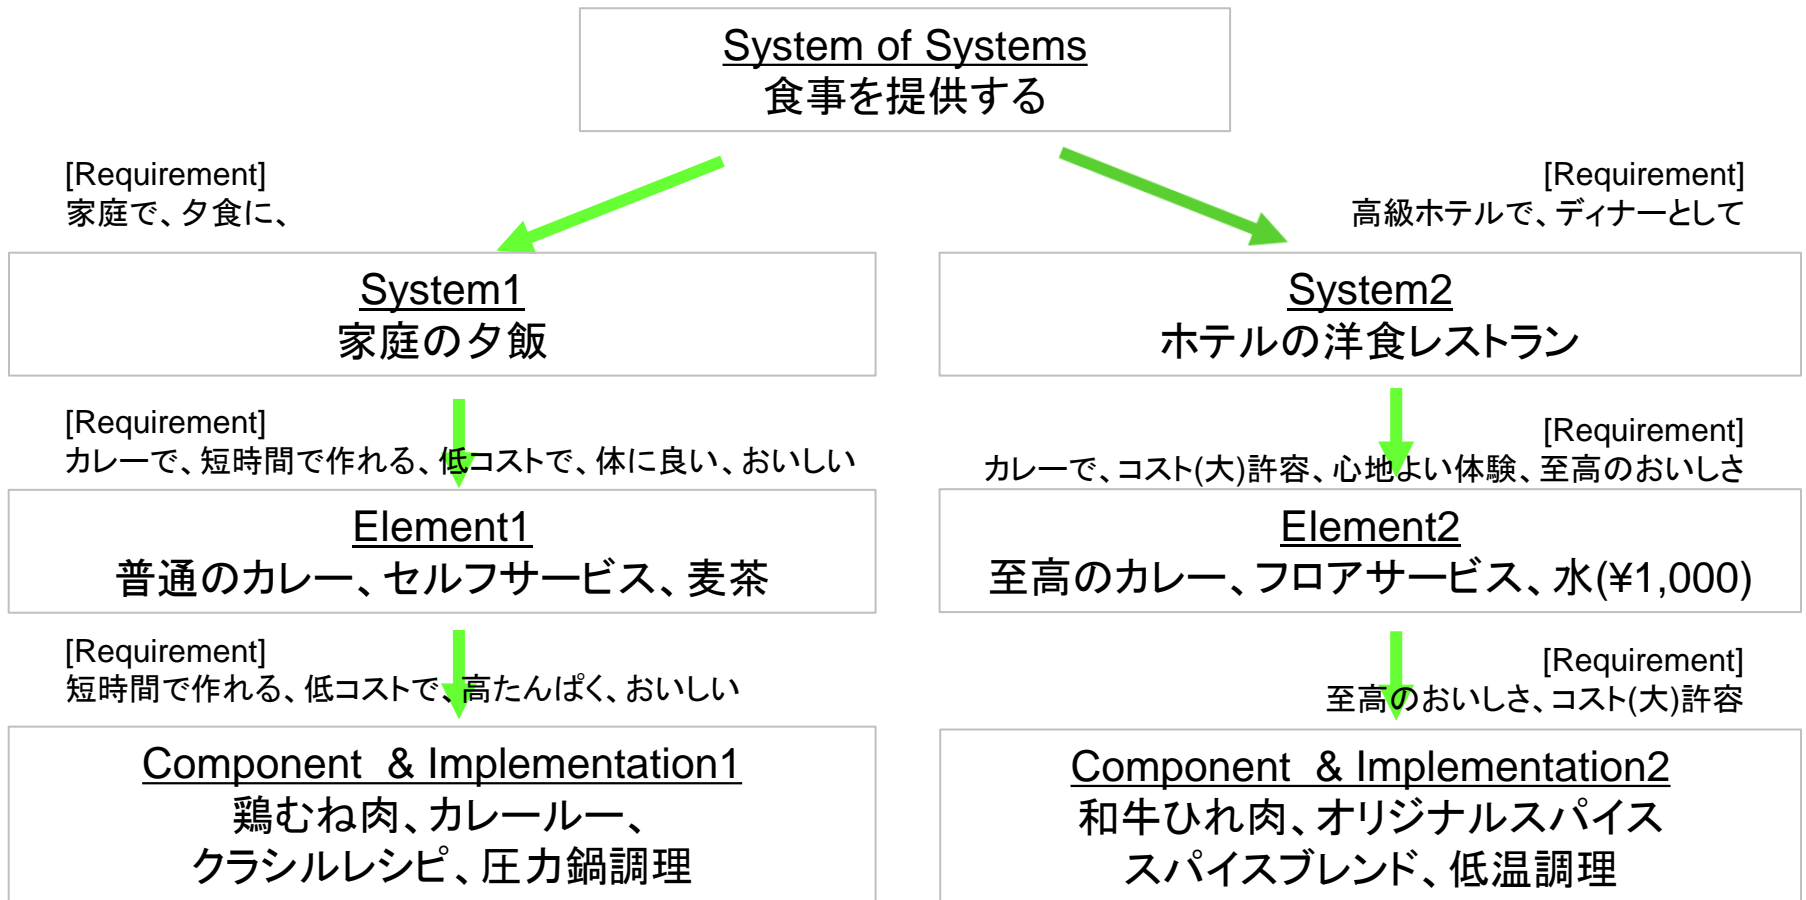 System of Systems
食事を提供する
[Requirement]
家庭で、夕食に、
[Requirement]
高級ホテルで、ディナーとして
System1
家庭の夕飯
System2
ホテルの洋食レストラン
[Requirement]
カレーで、短時間で作れる、低コストで、体に良い、おいしい
[Requirement]
カレーで、コスト(大)許容、心地よい体験、至高のおいしさ
Element1
普通のカレー、セルフサービス、麦茶
Element2
至高のカレー、フロアサービス、水(¥1,000)
[Requirement]
短時間で作れる、低コストで、高たんぱく、おいしい
[Requirement]
至高のおいしさ、コスト(大)許容
Component & Implementation1
鶏むね肉、カレールー、
クラシルレシピ、圧力鍋調理
Component & Implementation2
和牛ひれ肉、オリジナルスパイス
スパイスブレンド、低温調理